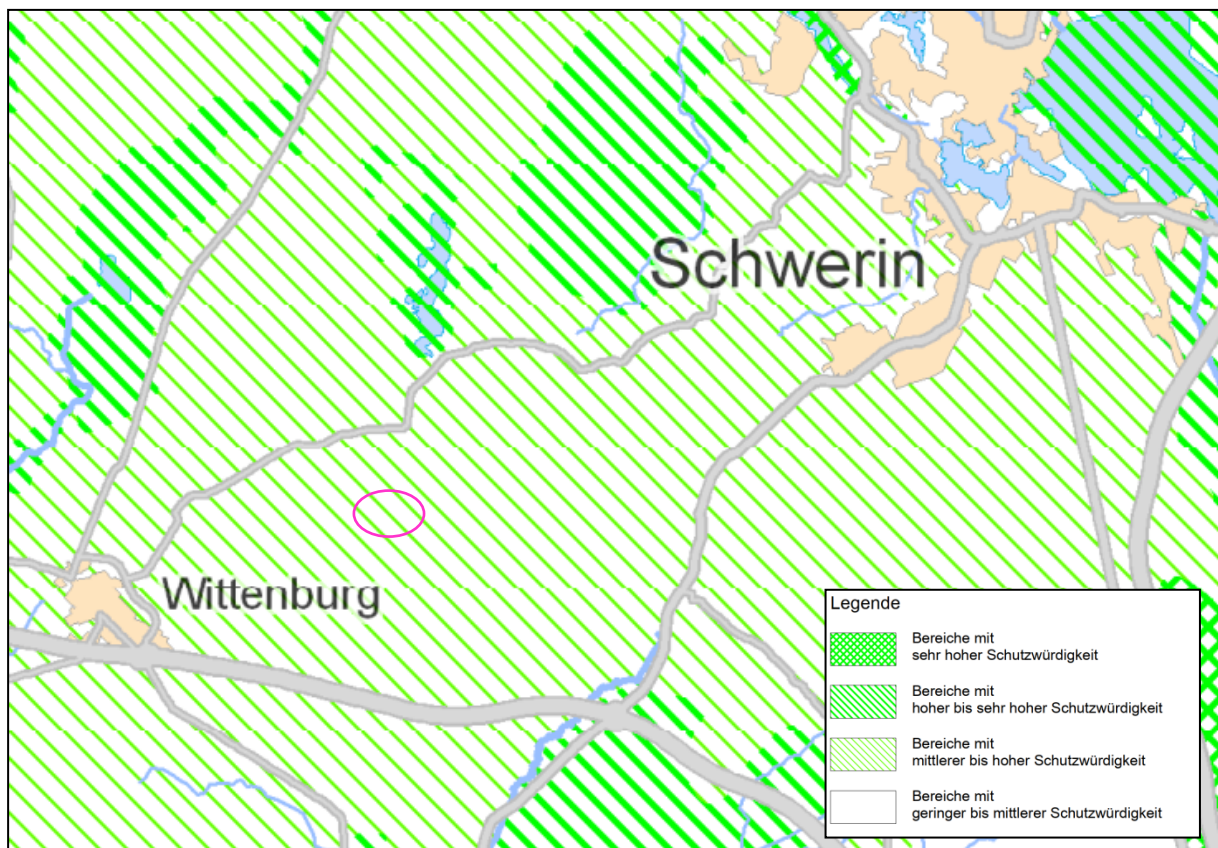 Schwerin
Wittenburg
Legende
Bereiche mit
sehr hoher Schutzwürdigkeit
Bereiche mit
hoher bis sehr hoher Schutzwürdigkeit
Bereiche mit
mittlerer bis hoher Schutzwürdigkeit
Bereiche mit
geringer bis mittlerer Schutzwürdigkeit